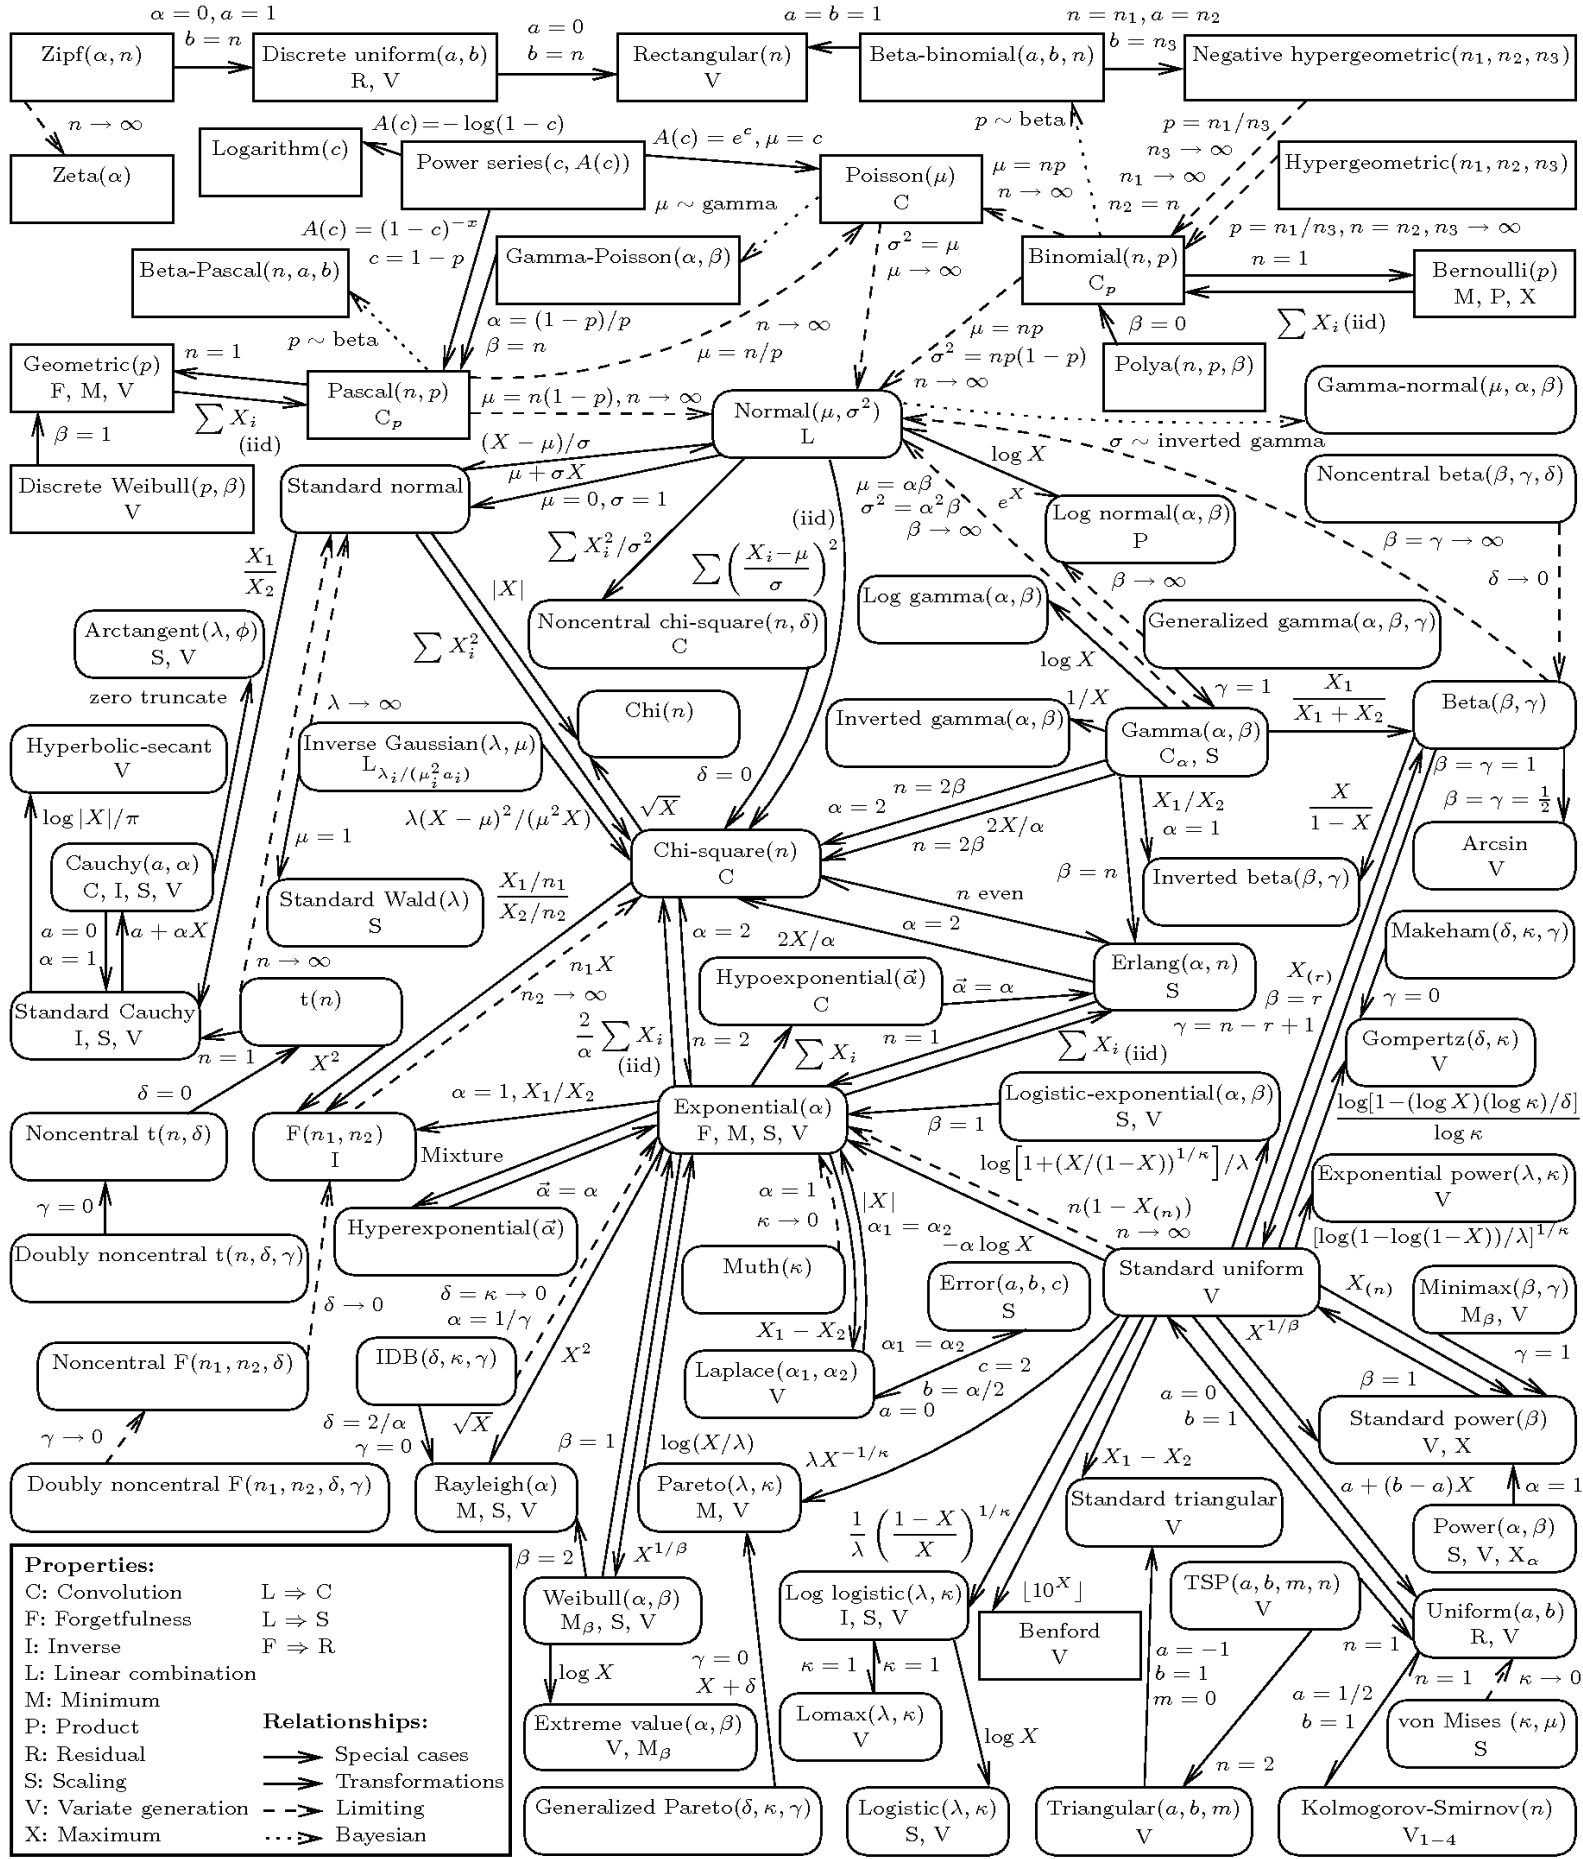 α = 0, a = 1
b = n
a = 0
b = n
a = b = 1
n = n₁, a = n₂
b = n₃
Zipf(α, n)
Discrete uniform(a, b)
R, V
Rectangular(n)
V
Beta-binomial(a, b, n)
Negative hypergeometric(n₁, n₂, n₃)
n → ∞
A(c) = − log(1 − c)
A(c) = eᶜ, µ = c
p ∼ beta
p = n₁/n₃
n₃ → ∞
n₁ → ∞
n₂ = n
Zeta(α)
Logarithm(c)
Power series(c, A(c))
Poisson(µ)
C
µ = np
n → ∞
Hypergeometric(n₁, n₂, n₃)
µ ∼ gamma
A(c) = (1 − c)⁻ˣ
c = 1 − p
σ² = µ
µ → ∞
p = n₁/n₃, n = n₂, n₃ → ∞
n = 1
Beta-Pascal(n, a, b)
Gamma-Poisson(α, β)
Binomial(n, p)
Cₚ
Bernoulli(p)
M, P, X
∑ Xᵢ (iid)
α = (1 − p)/p
β = n
p ∼ beta
n → ∞
µ = n/p
µ = np
σ² = np(1 − p)
n → ∞
β = 0
n = 1
Geometric(p)
F, M, V
Pascal(n, p)
Cₚ
Polya(n, p, β)
Gamma-normal(µ, α, β)
∑ Xᵢ
(iid)
µ = n(1 − p), n → ∞
Normal(µ, σ²)
L
σ ∼ inverted gamma
β = 1
(X − µ)/σ
µ + σX
µ = 0, σ = 1
log X
eˣ
Discrete Weibull(p, β)
V
Standard normal
µ = αβ
σ² = α²β
β → ∞
Log normal(α, β)
P
Noncentral beta(β, γ, δ)
β = γ → ∞
δ → 0
X₁
X₂
|X|
∑ Xᵢ²/σ²
(iid)
∑ ( (Xᵢ−µ)/σ )²
β → ∞
∑ Xᵢ²
Log gamma(α, β)
Generalized gamma(α, β, γ)
Arctangent(λ, ϕ)
S, V
Noncentral chi-square(n, δ)
C
log X
zero truncate
λ → ∞
γ = 1
1/X
X₁
X₁ + X₂
Chi(n)
Inverted gamma(α, β)
Gamma(α, β)
C_α, S
Beta(β, γ)
Hyperbolic-secant
V
Inverse Gaussian(λ, µ)
L_{λᵢ/(µᵢ²aᵢ)}
δ = 0
β = γ = 1
β = γ = ½
log |X|/π
λ(X − µ)²/(µ²X)
√X
n = 2β
α = 2
2X/α
n = 2β
X₁/X₂
α = 1
X
1 − X
µ = 1
Cauchy(a, α)
C, I, S, V
Chi-square(n)
C
Arcsin
V
Standard Wald(λ)
S
X₁/n₁
X₂/n₂
n even
β = n
Inverted beta(β, γ)
a = 0
α = 1
a + αX
n → ∞
α = 2
α = 2
2X/α
Makeham(δ, κ, γ)
n₁X
n₂ → ∞
Hypoexponential(α⃗)
C
α⃗ = α
Erlang(α, n)
S
X₍ᵣ₎
β = r
γ = n − r + 1
γ = 0
Standard Cauchy
I, S, V
t(n)
n = 1
X²
2
α
∑ Xᵢ
(iid)
n = 2
∑ Xᵢ
n = 1
∑ Xᵢ (iid)
Gompertz(δ, κ)
V
δ = 0
α = 1, X₁/X₂
β = 1
log[1−(log X)(log κ)/δ]
log κ
Noncentral t(n, δ)
F(n₁, n₂)
I
Mixture
Exponential(α)
F, M, S, V
Logistic-exponential(α, β)
S, V
log[1+(X/(1−X))^{1/κ}]/λ
Exponential power(λ, κ)
V
[log(1−log(1−X))/λ]^{1/κ}
γ = 0
α⃗ = α
α = 1
κ → 0
|X|
α₁ = α₂
n(1 − X₍ₙ₎)
n → ∞
−α log X
Doubly noncentral t(n, δ, γ)
Hyperexponential(α⃗)
Muth(κ)
Error(a, b, c)
S
Standard uniform
V
X₍ₙ₎
Minimax(β, γ)
M_β, V
δ → 0
δ = κ → 0
α = 1/γ
X²
X₁ − X₂
α₁ = α₂
X^{1/β}
γ = 1
Noncentral F(n₁, n₂, δ)
IDB(δ, κ, γ)
Laplace(α₁, α₂)
V
c = 2
b = α/2
a = 0
β = 1
a = 0
b = 1
Standard power(β)
V, X
γ → 0
δ = 2/α
γ = 0
√X
β = 1
log(X/λ)
λX^{−1/κ}
X₁ − X₂
a + (b − a)X
α = 1
Doubly noncentral F(n₁, n₂, δ, γ)
Rayleigh(α)
M, S, V
Pareto(λ, κ)
M, V
Standard triangular
V
Power(α, β)
S, V, X_α
1
λ
( (1 − X)/X )^{1/κ}
β = 2
X^{1/β}
⌊10ˣ⌋
Weibull(α, β)
M_β, S, V
Log logistic(λ, κ)
I, S, V
Benford
V
TSP(a, b, m, n)
V
Uniform(a, b)
R, V
n = 1
log X
γ = 0
X + δ
κ = 1
κ = 1
a = −1
b = 1
m = 0
a = 1/2
b = 1
n = 1
κ → 0
Extreme value(α, β)
V, M_β
Lomax(λ, κ)
V
log X
von Mises (κ, µ)
S
n = 2
Generalized Pareto(δ, κ, γ)
Logistic(λ, κ)
S, V
Triangular(a, b, m)
V
Kolmogorov-Smirnov(n)
V₁₋₄
Properties:
C: Convolution
L ⇒ C
F: Forgetfulness
L ⇒ S
I: Inverse
F ⇒ R
L: Linear combination
M: Minimum
P: Product
R: Residual
S: Scaling
V: Variate generation
X: Maximum
Relationships:
Special cases
Transformations
Limiting
Bayesian